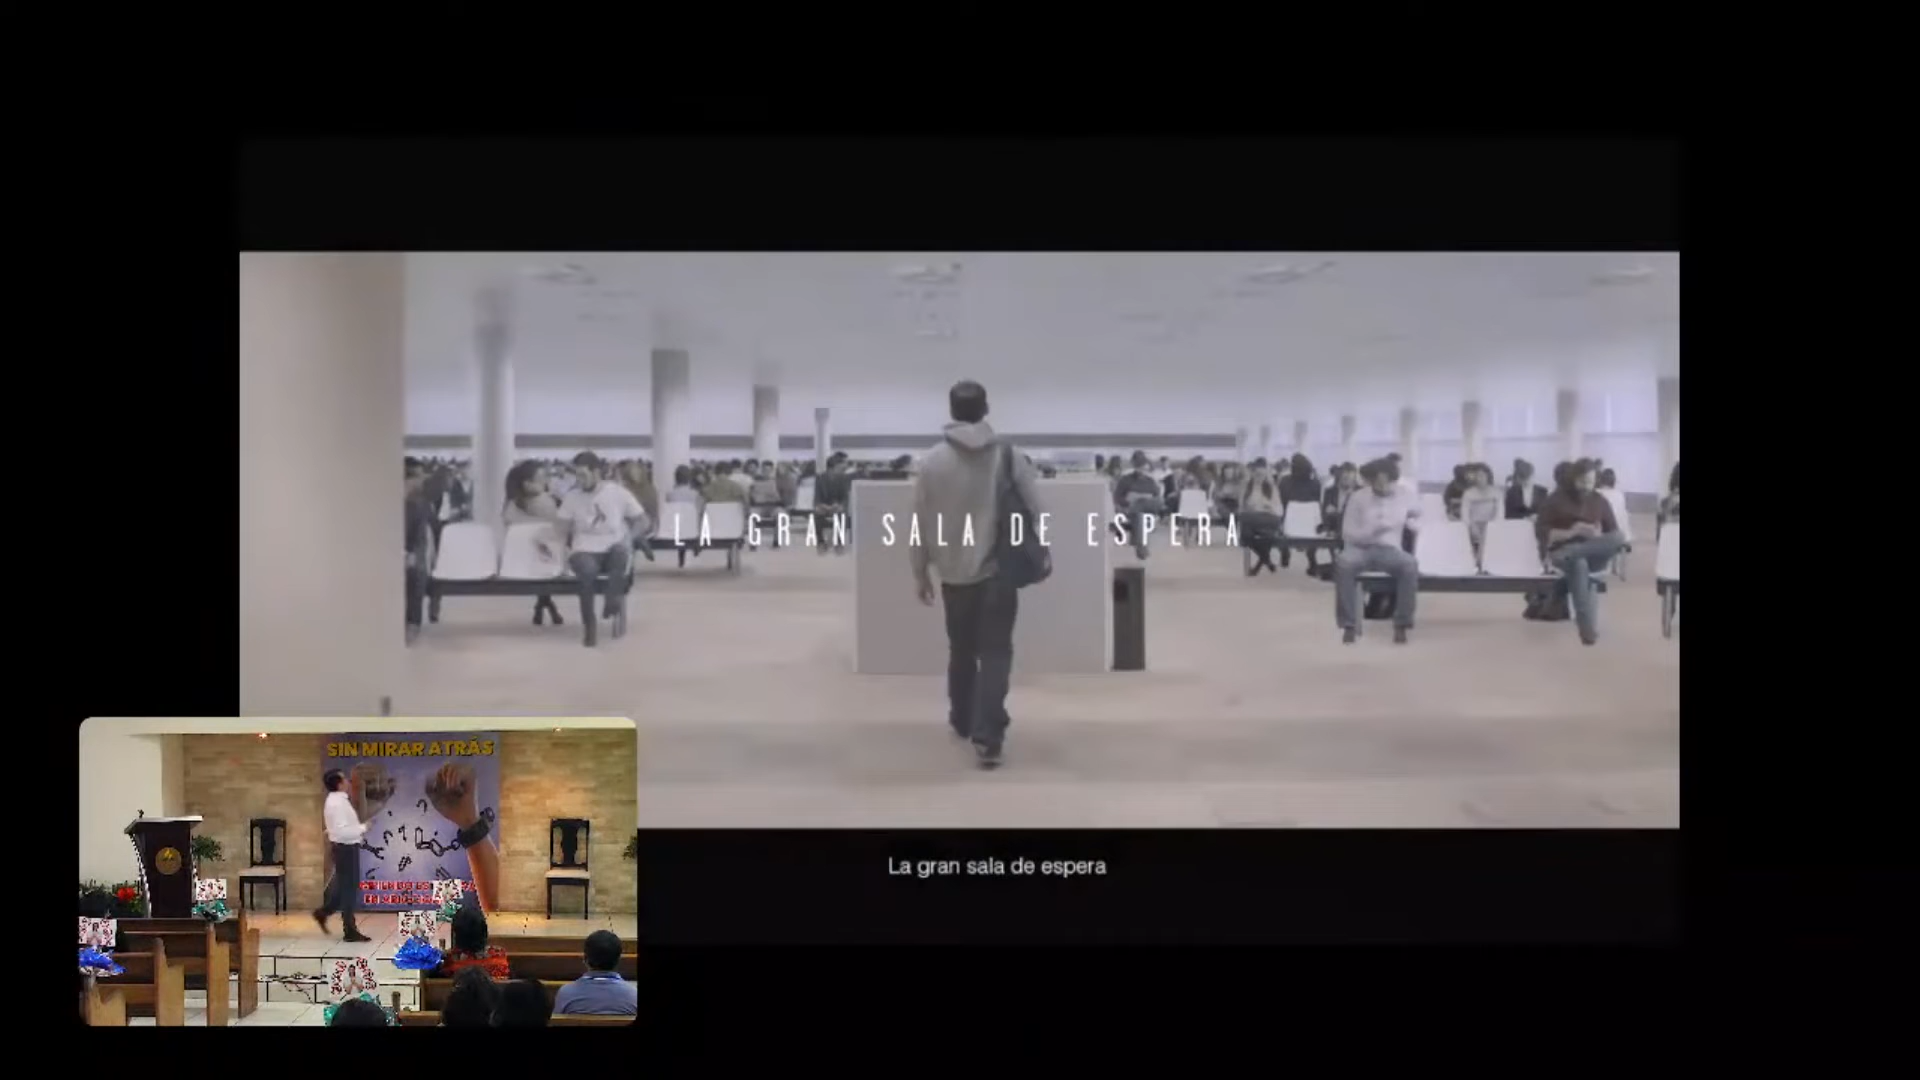 LA GRAN SALA DE ESPERA
La gran sala de espera
SIN MIRAR ATRÁS